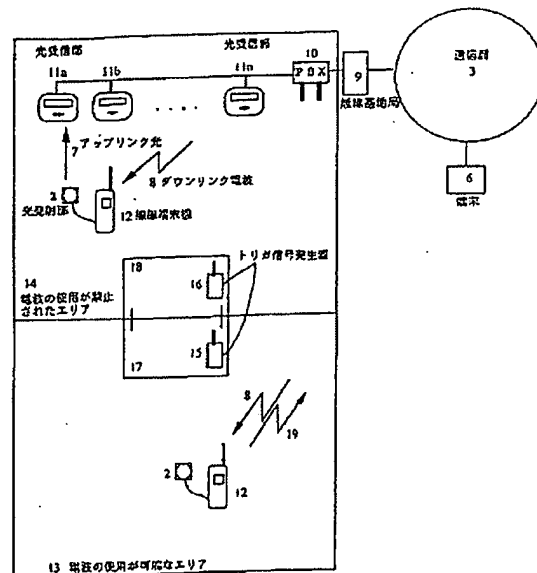 光受信部
光受信部
11a
11b
11n
10
PBX
9
無線基地局
通信網
3
7 アップリンク光
8 ダウンリンク電波
2
光発射部
12 無線端末機
6
端末
18
16
トリガ信号発生器
14
電波の使用が禁止
されたエリア
17
15
8
19
2
12
13 電波の使用が可能なエリア